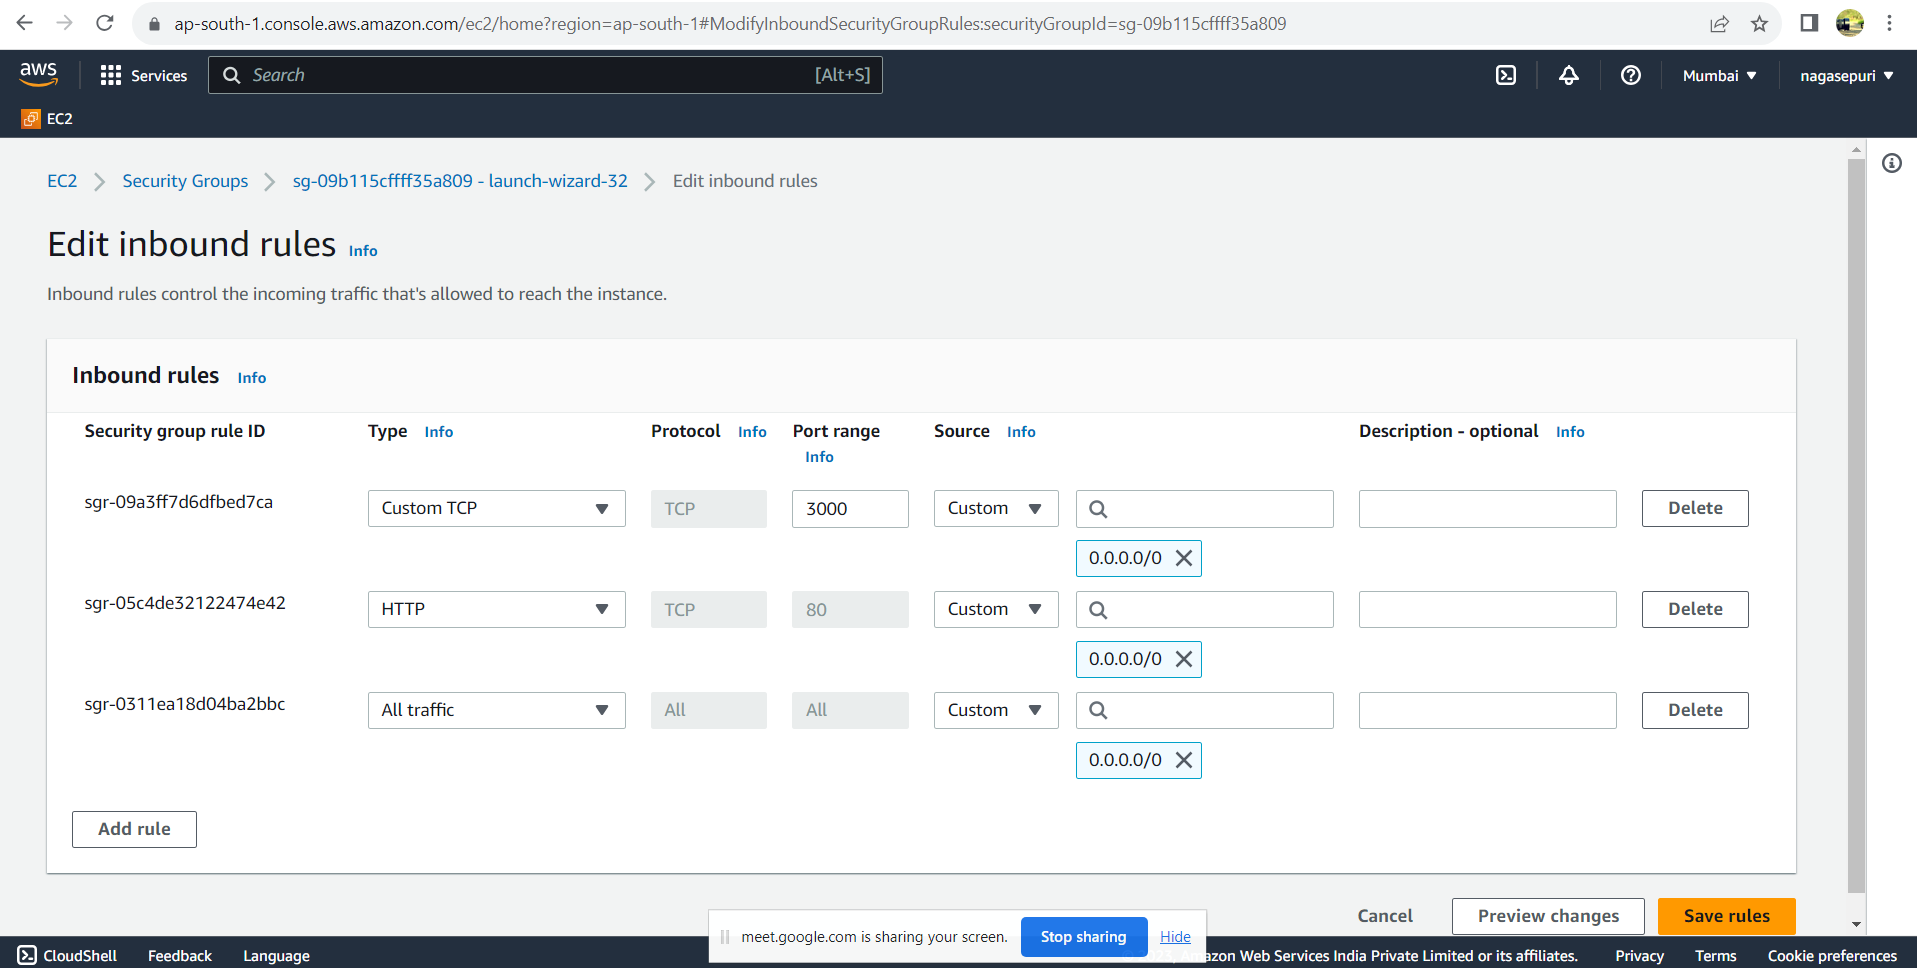 ap-south-1.console.aws.amazon.com/ec2/home?region=ap-south-1#ModifyInboundSecurityGroupRules:securityGroupId=sg-09b115cffff35a809
aws Services Search [Alt+S] Mumbai nagasepuri
EC2
EC2 Security Groups sg-09b115cffff35a809 - launch-wizard-32 Edit inbound rules
Edit inbound rules Info
Inbound rules control the incoming traffic that's allowed to reach the instance.
Inbound rules Info
Security group rule ID Type Info Protocol Info Port range Source Info Description - optional Info
Info
sgr-09a3ff7d6dfbed7ca Custom TCP TCP 3000 Custom Delete
0.0.0.0/0
sgr-05c4de32122474e42 HTTP TCP 80 Custom Delete
0.0.0.0/0
sgr-0311ea18d04ba2bbc All traffic All All Custom Delete
0.0.0.0/0
Add rule
Cancel Preview changes Save rules
meet.google.com is sharing your screen. Stop sharing Hide
CloudShell Feedback Language Amazon Web Services India Private Limited or its affiliates. Privacy Terms Cookie preferences